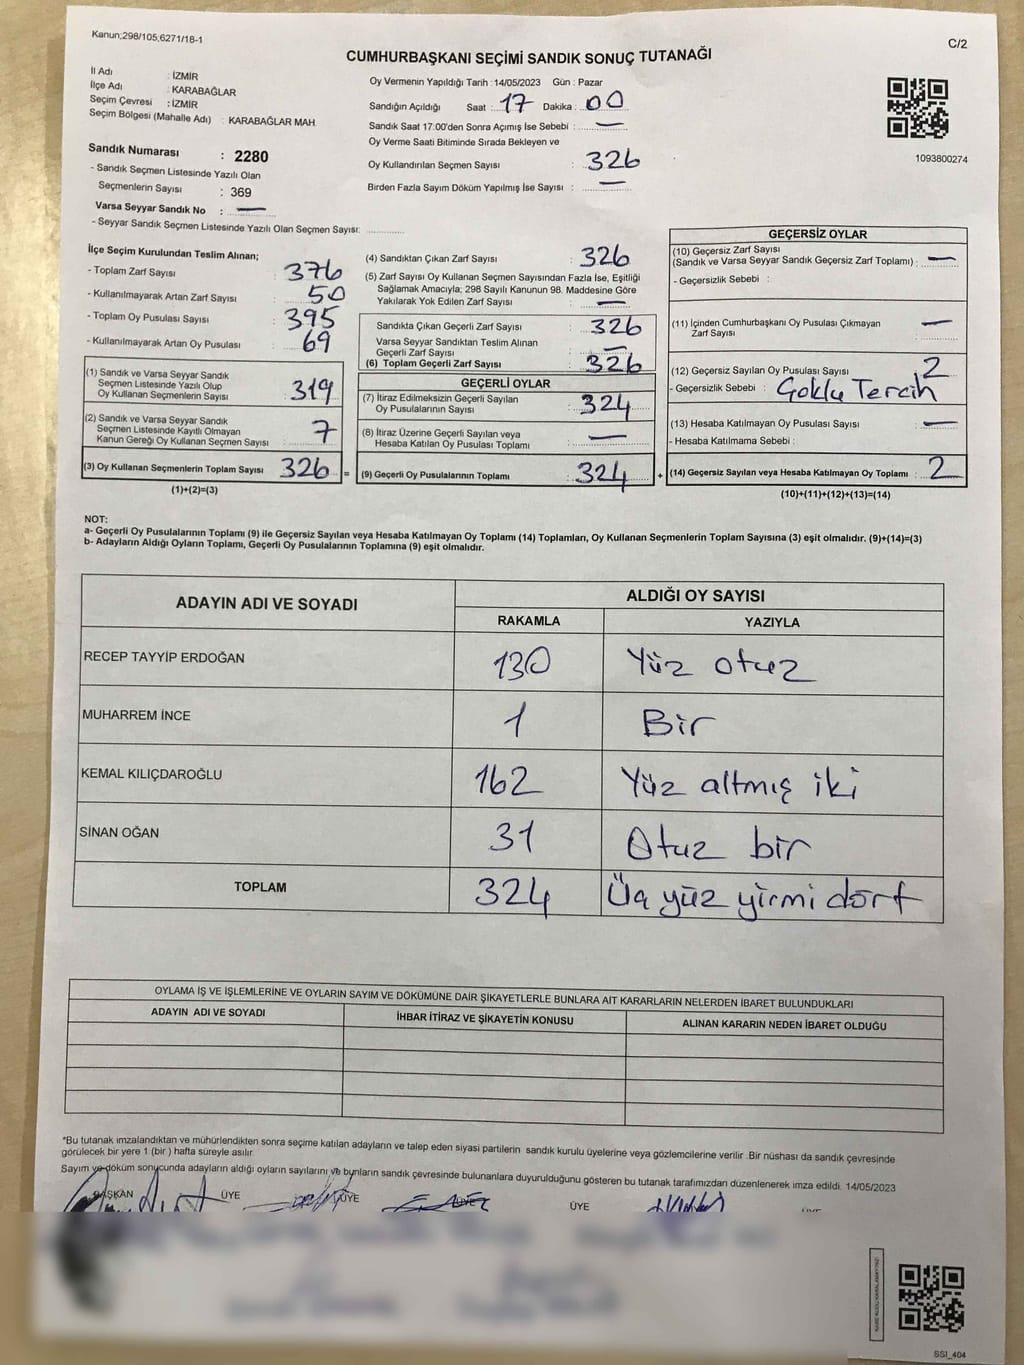 Kanun;298/105;6271/18-1
C/2
CUMHURBAŞKANI SEÇİMİ SANDIK SONUÇ TUTANAĞI
İl Adı : İZMİR
İlçe Adı : KARABAĞLAR
Seçim Çevresi : İZMİR
Seçim Bölgesi (Mahalle Adı) : KARABAĞLAR MAH.
Sandık Numarası : 2280
- Sandık Seçmen Listesinde Yazılı Olan
Seçmenlerin Sayısı : 369
Varsa Seyyar Sandık No : —
- Seyyar Sandık Seçmen Listesinde Yazılı Olan Seçmen Sayısı:
Oy Vermenin Yapıldığı Tarih :14/05/2023 Gün : Pazar
Sandığın Açıldığı Saat : 17 Dakika : 00
Sandık Saat 17:00'den Sonra Açımış İse Sebebi : —
Oy Verme Saati Bitiminde Sırada Bekleyen ve
Oy Kullandırılan Seçmen Sayısı : 326
Birden Fazla Sayım Döküm Yapılmış İse Sayısı : —
1093800274
İlçe Seçim Kurulundan Teslim Alınan;
- Toplam Zarf Sayısı : 376
- Kullanılmayarak Artan Zarf Sayısı : 50
- Toplam Oy Pusulası Sayısı : 395
- Kullanılmayarak Artan Oy Pusulası : 69
(1) Sandık ve Varsa Seyyar Sandık
Seçmen Listesinde Yazılı Olup
Oy Kullanan Seçmenlerin Sayısı : 319
(2) Sandık ve Varsa Seyyar Sandık
Seçmen Listesinde Kayıtlı Olmayan
Kanun Gereği Oy Kullanan Seçmen Sayısı : 7
(3) Oy Kullanan Seçmenlerin Toplam Sayısı 326 =
(1)+(2)=(3)
(4) Sandıktan Çıkan Zarf Sayısı : 326
(5) Zarf Sayısı Oy Kullanan Seçmen Sayısından Fazla İse, Eşitliği
Sağlamak Amacıyla; 298 Sayılı Kanunun 98. Maddesine Göre
Yakılarak Yok Edilen Zarf Sayısı : —
Sandıkta Çıkan Geçerli Zarf Sayısı : 326
Varsa Seyyar Sandıktan Teslim Alınan
Geçerli Zarf Sayısı : —
(6) Toplam Geçerli Zarf Sayısı : 326
GEÇERLİ OYLAR
(7) İtiraz Edilmeksizin Geçerli Sayılan
Oy Pusulalarının Sayısı : 324
(8) İtiraz Üzerine Geçerli Sayılan veya
Hesaba Katılan Oy Pusulası Toplamı : —
(9) Geçerli Oy Pusulalarının Toplamı : 324 +
GEÇERSİZ OYLAR
(10) Geçersiz Zarf Sayısı
(Sandık ve Varsa Seyyar Sandık Geçersiz Zarf Toplamı) : —
- Geçersizlik Sebebi :
(11) İçinden Cumhurbaşkanı Oy Pusulası Çıkmayan
Zarf Sayısı : —
(12) Geçersiz Sayılan Oy Pusulası Sayısı : 2
- Geçersizlik Sebebi : Çoklu Tercih
(13) Hesaba Katılmayan Oy Pusulası Sayısı : —
- Hesaba Katılmama Sebebi :
(14) Geçersiz Sayılan veya Hesaba Katılmayan Oy Toplamı : 2
(10)+(11)+(12)+(13)=(14)
NOT:
a- Geçerli Oy Pusulalarının Toplamı (9) ile Geçersiz Sayılan veya Hesaba Katılmayan Oy Toplamı (14) Toplamları, Oy Kullanan Seçmenlerin Toplam Sayısına (3) eşit olmalıdır. (9)+(14)=(3)
b- Adayların Aldığı Oyların Toplamı, Geçerli Oy Pusulalarının Toplamına (9) eşit olmalıdır.
ADAYIN ADI VE SOYADI ALDIĞI OY SAYISI
RAKAMLA YAZIYLA
RECEP TAYYİP ERDOĞAN 130 Yüz otuz
MUHARREM İNCE 1 Bir
KEMAL KILIÇDAROĞLU 162 Yüz altmış iki
SİNAN OĞAN 31 Otuz bir
TOPLAM 324 Üç yüz yirmi dört
OYLAMA İŞ VE İŞLEMLERİNE VE OYLARIN SAYIM VE DÖKÜMÜNE DAİR ŞİKAYETLERLE BUNLARA AİT KARARLARIN NELERDEN İBARET BULUNDUKLARI
ADAYIN ADI VE SOYADI İHBAR İTİRAZ VE ŞİKAYETİN KONUSU ALINAN KARARIN NEDEN İBARET OLDUĞU
*Bu tutanak imzalandıktan ve mühürlendikten sonra seçime katılan adayların ve talep eden siyasi partilerin sandık kurulu üyelerine veya gözlemcilerine verilir .Bir nüshası da sandık çevresinde
görülecek bir yere 1 (bir ) hafta süreyle asılır.
Sayım ve döküm sonucunda adayların aldığı oyların sayılarını ve bunların sandık çevresinde bulunanlara duyurulduğunu gösteren bu tutanak tarafımızdan düzenlenerek imza edildi. 14/05/2023
BAŞKAN ÜYE ÜYE ÜYE ÜYE
SSI_404